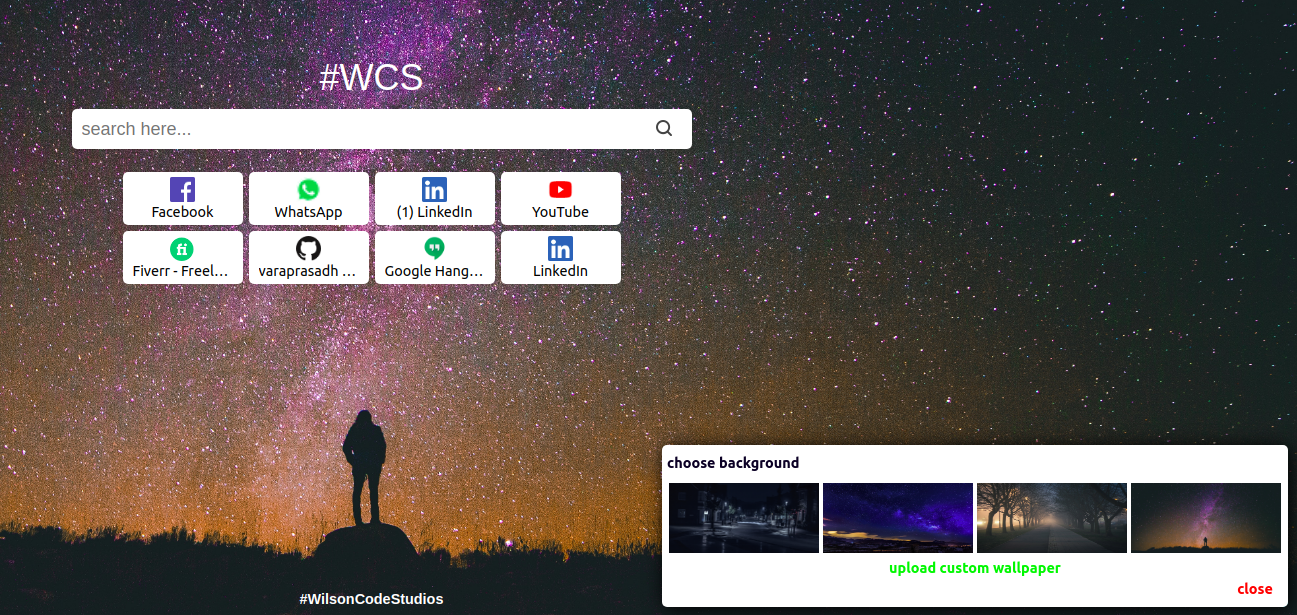 #WCS
search here...
Facebook
WhatsApp
(1) LinkedIn
YouTube
Fiverr - Freel...
varaprasadh ...
Google Hang...
LinkedIn
choose background
upload custom wallpaper
close
#WilsonCodeStudios